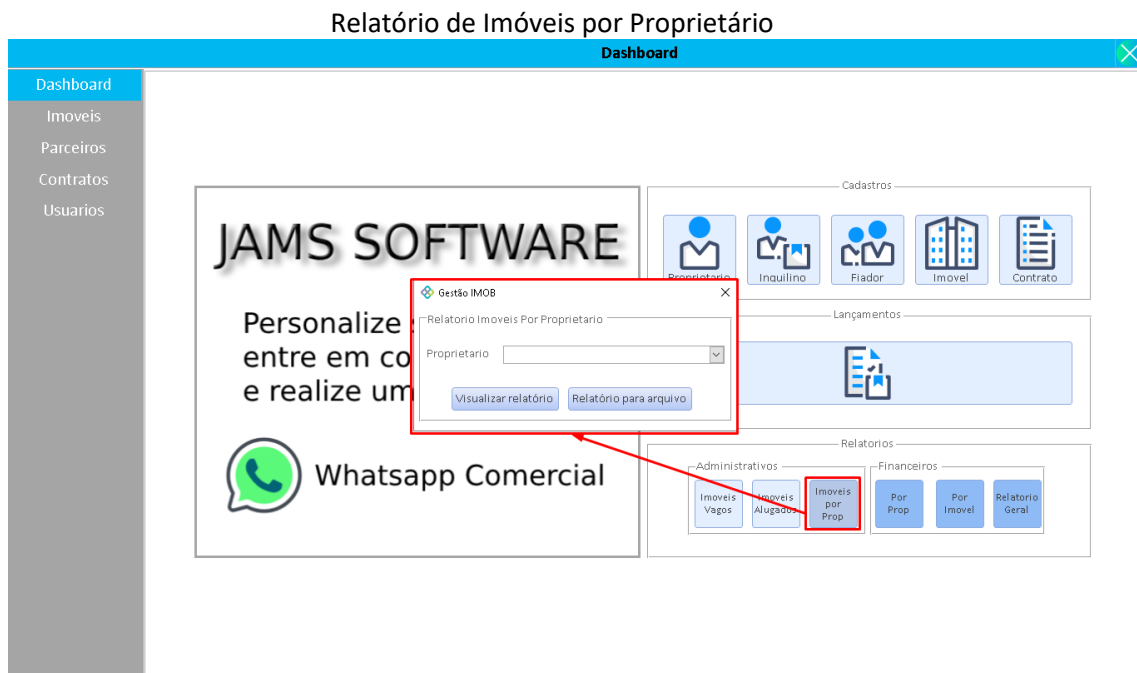 Relatório de Imóveis por Proprietário
Dashboard
Dashboard
Imoveis
Parceiros
Contratos
Usuarios
JAMS SOFTWARE
Personalize
entre em co
e realize um
Whatsapp Comercial
Gestão IMOB
Relatorio Imoveis Por Proprietario
Proprietario
Visualizar relatório
Relatório para arquivo
Cadastros
Proprietario
Inquilino
Fiador
Imovel
Contrato
Lançamentos
Relatorios
Administrativos
Imoveis
Vagos
Imoveis
Alugados
Imoveis
por
Prop
Financeiros
Por
Prop
Por
Imovel
Relatorio
Geral